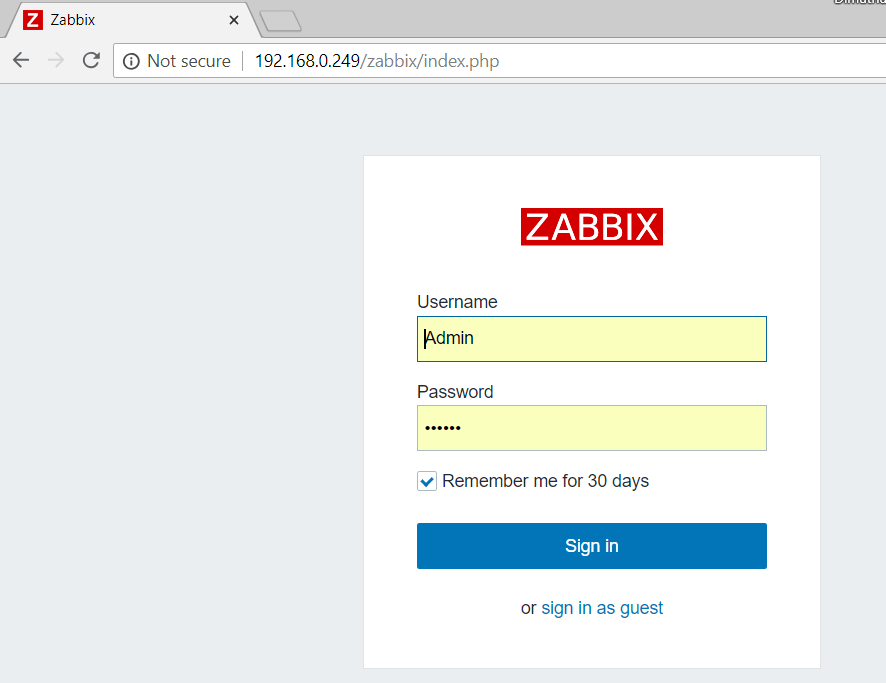 Z Zabbix
Not secure 192.168.0.249/zabbix/index.php
ZABBIX
Username
Admin
Password
••••••
Remember me for 30 days
Sign in
or sign in as guest